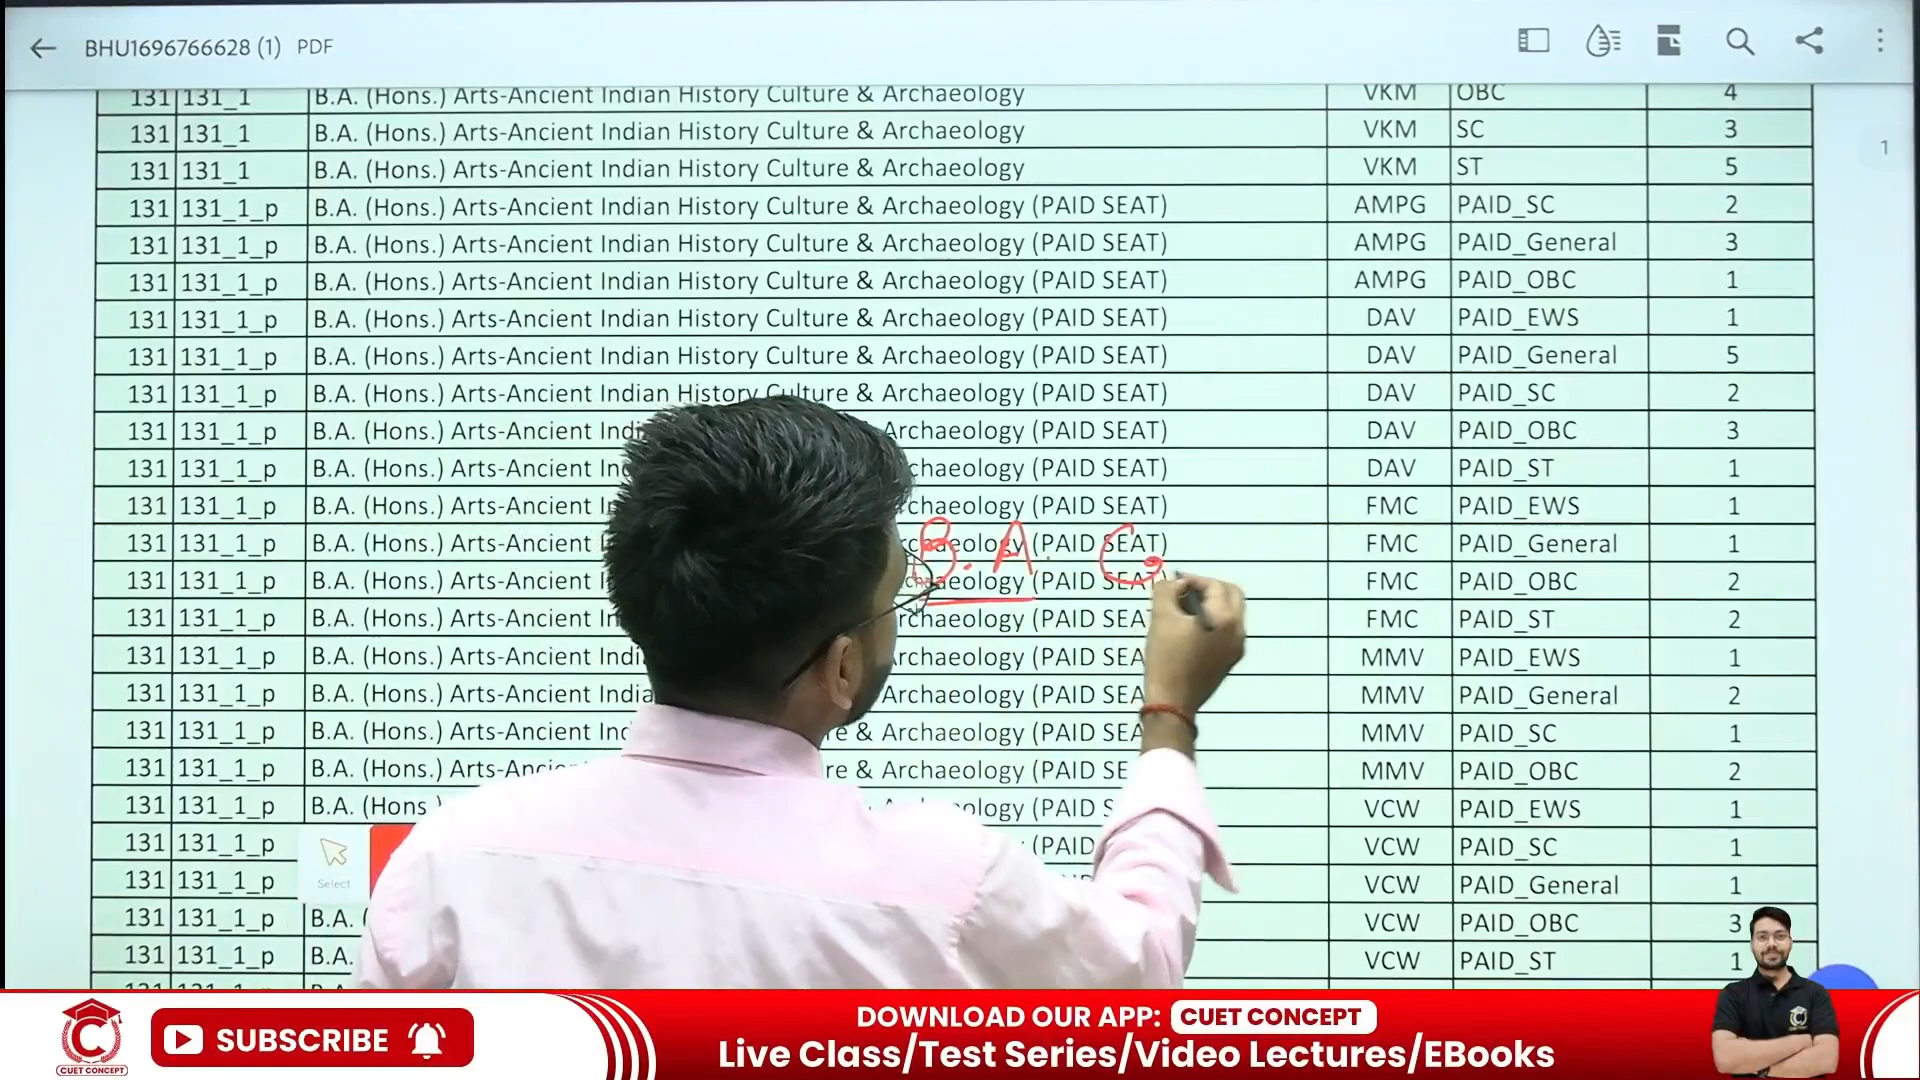 BHU1696766628 (1) PDF
131 131_1 B.A. (Hons.) Arts-Ancient Indian History Culture & Archaeology VKM OBC 4
131 131_1 B.A. (Hons.) Arts-Ancient Indian History Culture & Archaeology VKM SC 3
1
131 131_1 B.A. (Hons.) Arts-Ancient Indian History Culture & Archaeology VKM ST 5
131 131_1_p B.A. (Hons.) Arts-Ancient Indian History Culture & Archaeology (PAID SEAT) AMPG PAID_SC 2
131 131_1_p B.A. (Hons.) Arts-Ancient Indian History Culture & Archaeology (PAID SEAT) AMPG PAID_General 3
131 131_1_p B.A. (Hons.) Arts-Ancient Indian History Culture & Archaeology (PAID SEAT) AMPG PAID_OBC 1
131 131_1_p B.A. (Hons.) Arts-Ancient Indian History Culture & Archaeology (PAID SEAT) DAV PAID_EWS 1
131 131_1_p B.A. (Hons.) Arts-Ancient Indian History Culture & Archaeology (PAID SEAT) DAV PAID_General 5
131 131_1_p B.A. (Hons.) Arts-Ancient Indian History Culture & Archaeology (PAID SEAT) DAV PAID_SC 2
131 131_1_p B.A. (Hons.) Arts-Ancient Indi chaeology (PAID SEAT) DAV PAID_OBC 3
131 131_1_p B.A. (Hons.) Arts-Ancient Ind chaeology (PAID SEAT) DAV PAID_ST 1
131 131_1_p B.A. (Hons.) Arts-Ancient I chaeology (PAID SEAT) FMC PAID_EWS 1
131 131_1_p B.A. (Hons.) Arts-Ancient chaeology (PAID SEAT) FMC PAID_General 1
B.A. C
131 131_1_p B.A. (Hons.) Arts-Ancient I chaeology (PAID SEAT) FMC PAID_OBC 2
131 131_1_p B.A. (Hons.) Arts-Ancient In rchaeology (PAID SEAT FMC PAID_ST 2
131 131_1_p B.A. (Hons.) Arts-Ancient Indi Archaeology (PAID SEA MMV PAID_EWS 1
131 131_1_p B.A. (Hons.) Arts-Ancient India Archaeology (PAID SEA MMV PAID_General 2
131 131_1_p B.A. (Hons.) Arts-Ancient Ind e & Archaeology (PAID SEA MMV PAID_SC 1
131 131_1_p B.A. (Hons.) Arts-Ancie re & Archaeology (PAID SE MMV PAID_OBC 2
131 131_1_p B.A. (Hons ology (PAID S VCW PAID_EWS 1
131 131_1_p (PAID VCW PAID_SC 1
Select
131 131_1_p VCW PAID_General 1
131 131_1_p B.A. ( VCW PAID_OBC 3
131 131_1_p B.A. VCW PAID_ST 1
CUET CONCEPT
SUBSCRIBE
DOWNLOAD OUR APP: CUET CONCEPT
Live Class/Test Series/Video Lectures/EBooks